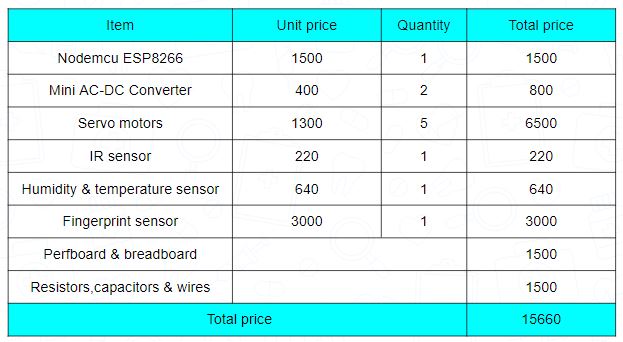 Item Unit price Quantity Total price
Nodemcu ESP8266 1500 1 1500
Mini AC-DC Converter 400 2 800
Servo motors 1300 5 6500
IR sensor 220 1 220
Humidity & temperature sensor 640 1 640
Fingerprint sensor 3000 1 3000
Perfboard & breadboard 1500
Resistors,capacitors & wires 1500
Total price 15660